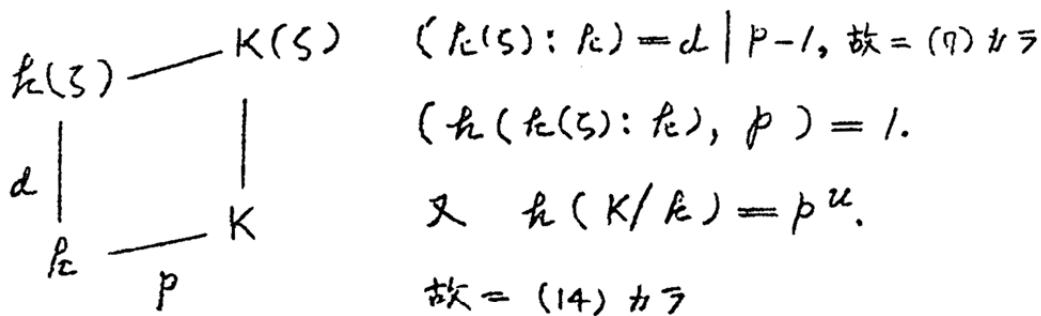 k(ζ) — K(ζ)
d
k — K
p
(k(ζ):k)=d | p-1, 故ニ (7) カラ
(h(k(ζ):k), p) = 1.
又 h(K/k) = p^u.
故ニ (14) カラ